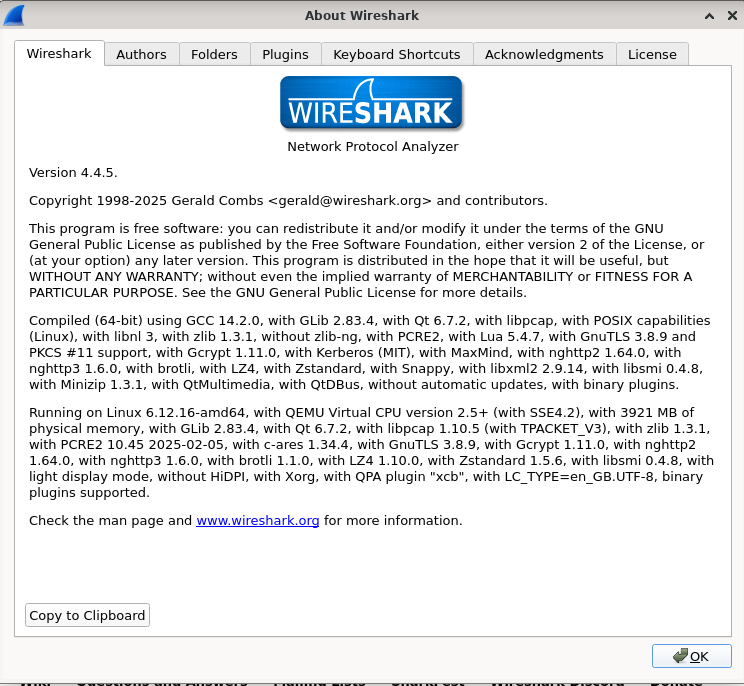 About Wireshark
Wireshark
Authors
Folders
Plugins
Keyboard Shortcuts
Acknowledgments
License
WIRESHARK
Network Protocol Analyzer
Version 4.4.5.
Copyright 1998-2025 Gerald Combs <gerald@wireshark.org> and contributors.
This program is free software: you can redistribute it and/or modify it under the terms of the GNU
General Public License as published by the Free Software Foundation, either version 2 of the License, or
(at your option) any later version. This program is distributed in the hope that it will be useful, but
WITHOUT ANY WARRANTY; without even the implied warranty of MERCHANTABILITY or FITNESS FOR A
PARTICULAR PURPOSE. See the GNU General Public License for more details.
Compiled (64-bit) using GCC 14.2.0, with GLib 2.83.4, with Qt 6.7.2, with libpcap, with POSIX capabilities
(Linux), with libnl 3, with zlib 1.3.1, without zlib-ng, with PCRE2, with Lua 5.4.7, with GnuTLS 3.8.9 and
PKCS #11 support, with Gcrypt 1.11.0, with Kerberos (MIT), with MaxMind, with nghttp2 1.64.0, with
nghttp3 1.6.0, with brotli, with LZ4, with Zstandard, with Snappy, with libxml2 2.9.14, with libsmi 0.4.8,
with Minizip 1.3.1, with QtMultimedia, with QtDBus, without automatic updates, with binary plugins.
Running on Linux 6.12.16-amd64, with QEMU Virtual CPU version 2.5+ (with SSE4.2), with 3921 MB of
physical memory, with GLib 2.83.4, with Qt 6.7.2, with libpcap 1.10.5 (with TPACKET_V3), with zlib 1.3.1,
with PCRE2 10.45 2025-02-05, with c-ares 1.34.4, with GnuTLS 3.8.9, with Gcrypt 1.11.0, with nghttp2
1.64.0, with nghttp3 1.6.0, with brotli 1.1.0, with LZ4 1.10.0, with Zstandard 1.5.6, with libsmi 0.4.8, with
light display mode, without HiDPI, with Xorg, with QPA plugin "xcb", with LC_TYPE=en_GB.UTF-8, binary
plugins supported.
Check the man page and www.wireshark.org for more information.
Copy to Clipboard
OK
Wiki Questions and Answers Mailing Lists SharkFest Wireshark Discord Donate